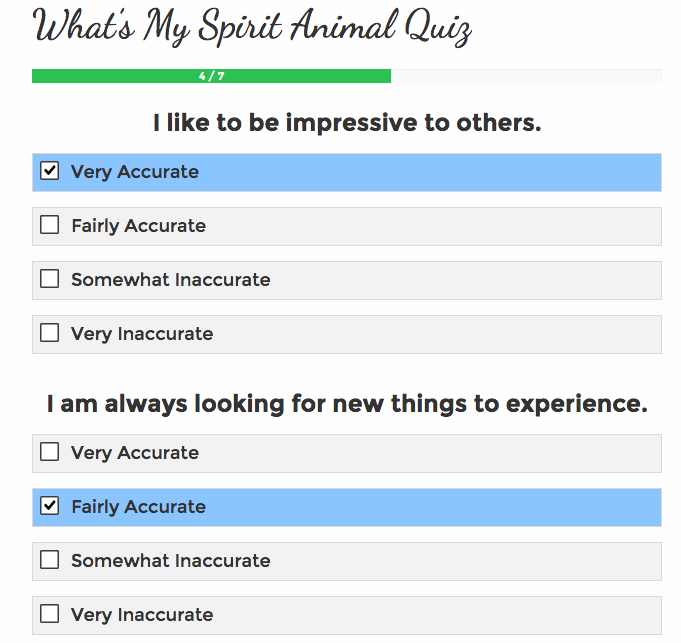 What's My Spirit Animal Quiz
4 / 7
I like to be impressive to others.
Very Accurate
Fairly Accurate
Somewhat Inaccurate
Very Inaccurate
I am always looking for new things to experience.
Very Accurate
Fairly Accurate
Somewhat Inaccurate
Very Inaccurate